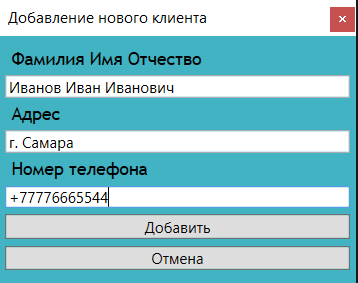 Добавление нового клиента
Фамилия Имя Отчество
Иванов Иван Иванович
Адрес
г. Самара
Номер телефона
+77776665544
Добавить
Отмена